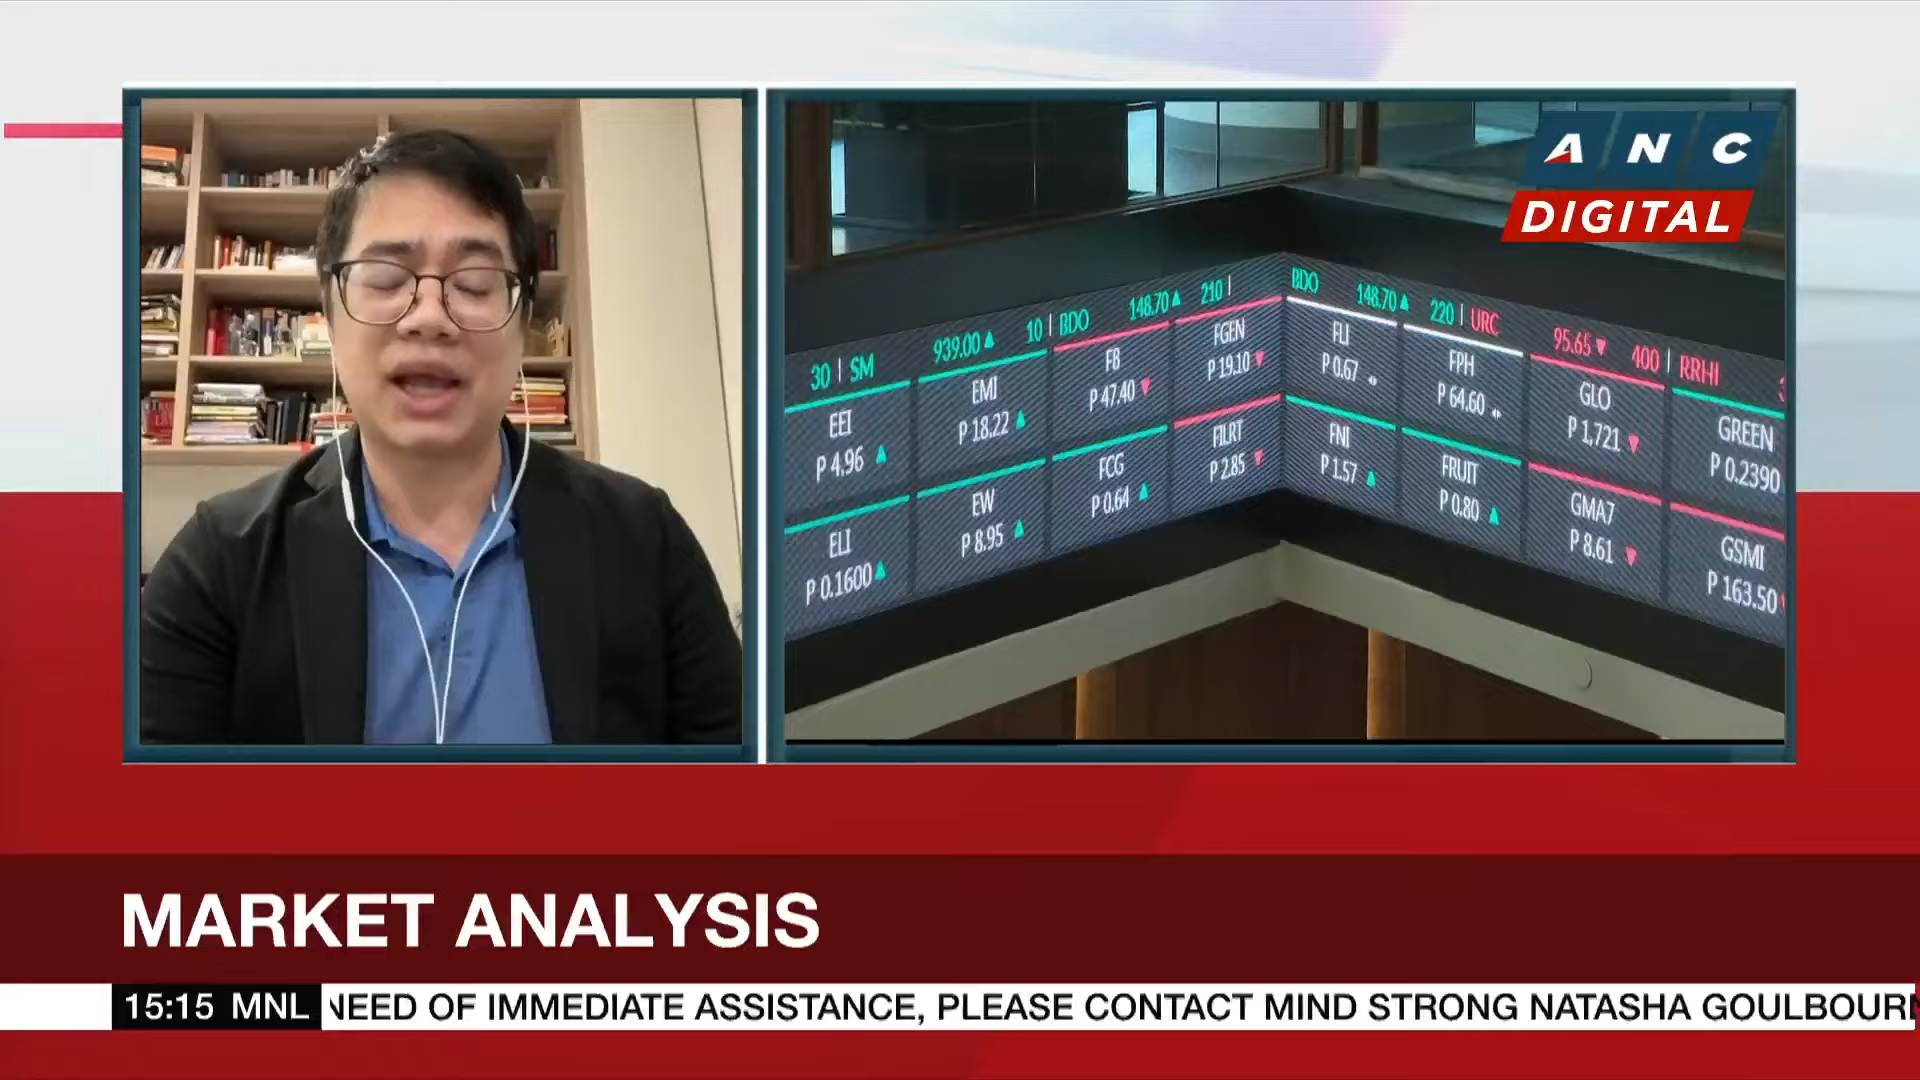 A N C
DIGITAL
30 | SM 939.00▲ 10 | BDO 148.70▲ 210 |
BDO 148.70▲ 220 | URC 95.65▼ 400 | RRHI
EEI
P 4.96 ▲
EMI
P 18.22 ▲
FB
P 47.40 ▼
FGEN
P 19.10 ▼
FLI
P 0.67
FPH
P 64.60
GLO
P 1,721 ▼
GREEN
P 0.2390
ELI
P 0.1600 ▲
EW
P 8.95 ▲
FCG
P 0.64 ▲
FILRT
P 2.85 ▼
FNI
P 1.57 ▲
FRUIT
P 0.80 ▲
GMA7
P 8.61 ▼
GSMI
P 163.50
MARKET ANALYSIS
15:15 MNL NEED OF IMMEDIATE ASSISTANCE, PLEASE CONTACT MIND STRONG NATASHA GOULBOURN